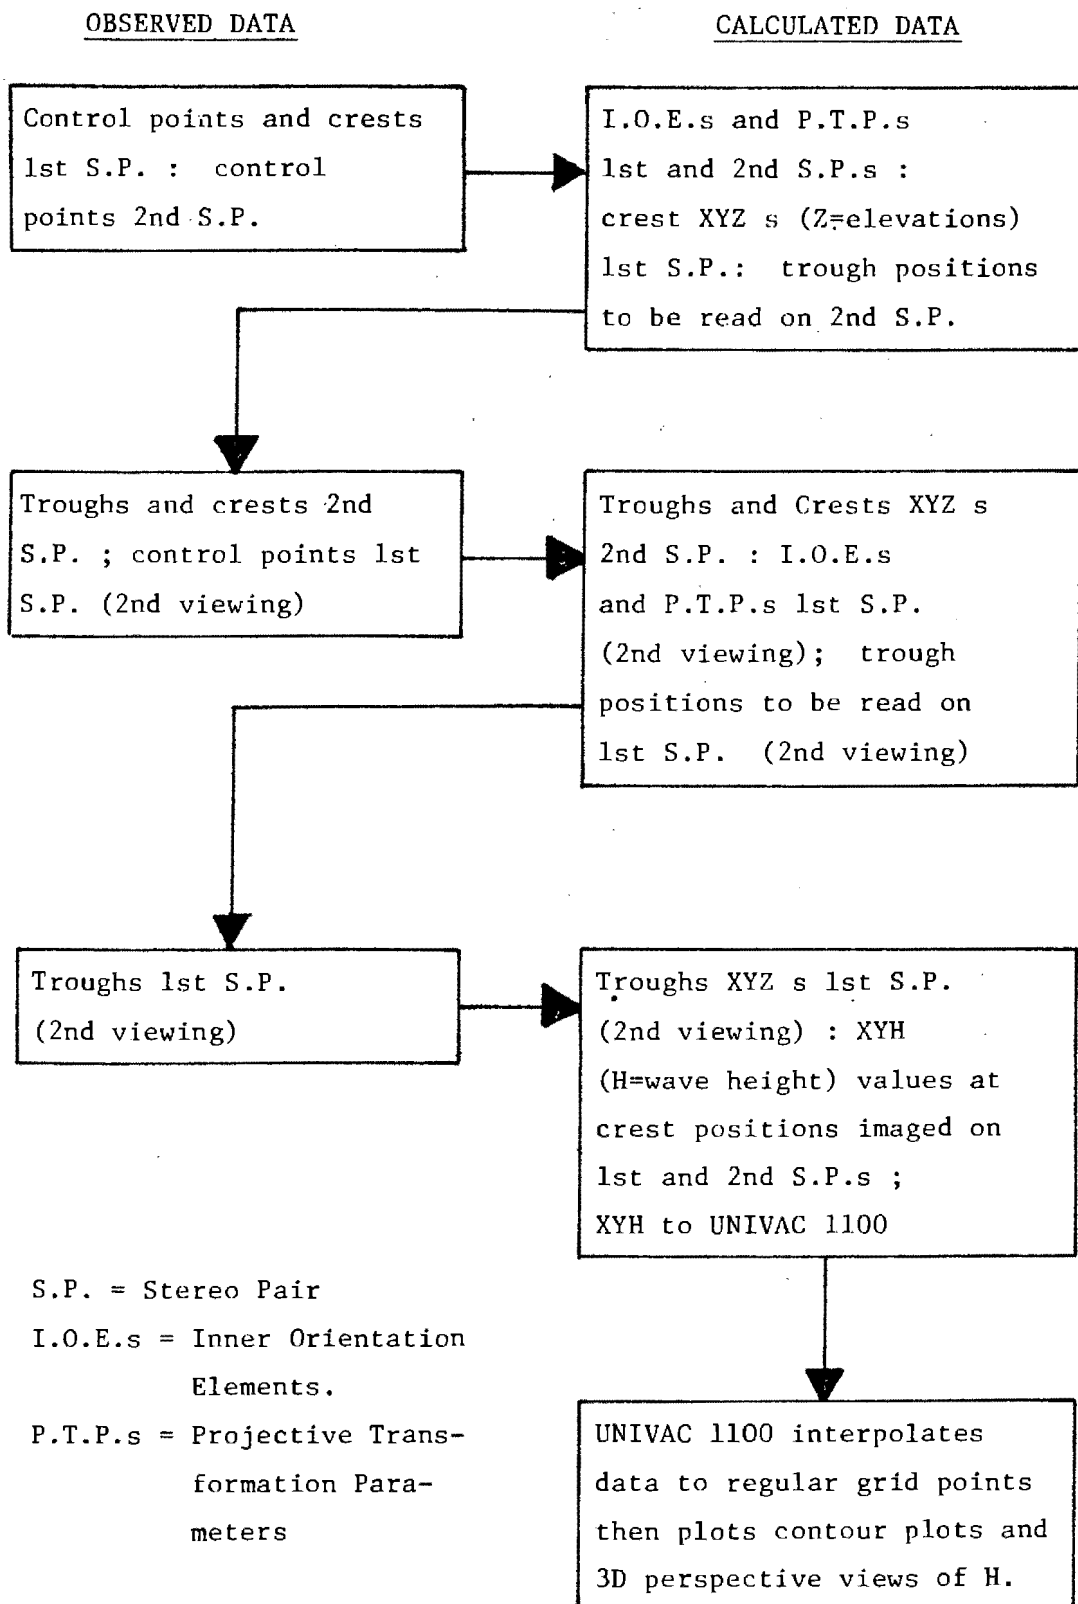 OBSERVED DATA
CALCULATED DATA
Control points and crests
1st S.P. : control
points 2nd S.P.
I.O.E.s and P.T.P.s
1st and 2nd S.P.s :
crest XYZ s (Z=elevations)
1st S.P.: trough positions
to be read on 2nd S.P.
Troughs and crests 2nd
S.P. ; control points 1st
S.P. (2nd viewing)
Troughs and Crests XYZ s
2nd S.P. : I.O.E.s
and P.T.P.s 1st S.P.
(2nd viewing); trough
positions to be read on
1st S.P. (2nd viewing)
Troughs 1st S.P.
(2nd viewing)
Troughs XYZ s 1st S.P.
(2nd viewing) : XYH
(H=wave height) values at
crest positions imaged on
1st and 2nd S.P.s ;
XYH to UNIVAC 1100
S.P. = Stereo Pair
I.O.E.s = Inner Orientation
Elements.
P.T.P.s = Projective Trans-
formation Para-
meters
UNIVAC 1100 interpolates
data to regular grid points
then plots contour plots and
3D perspective views of H.